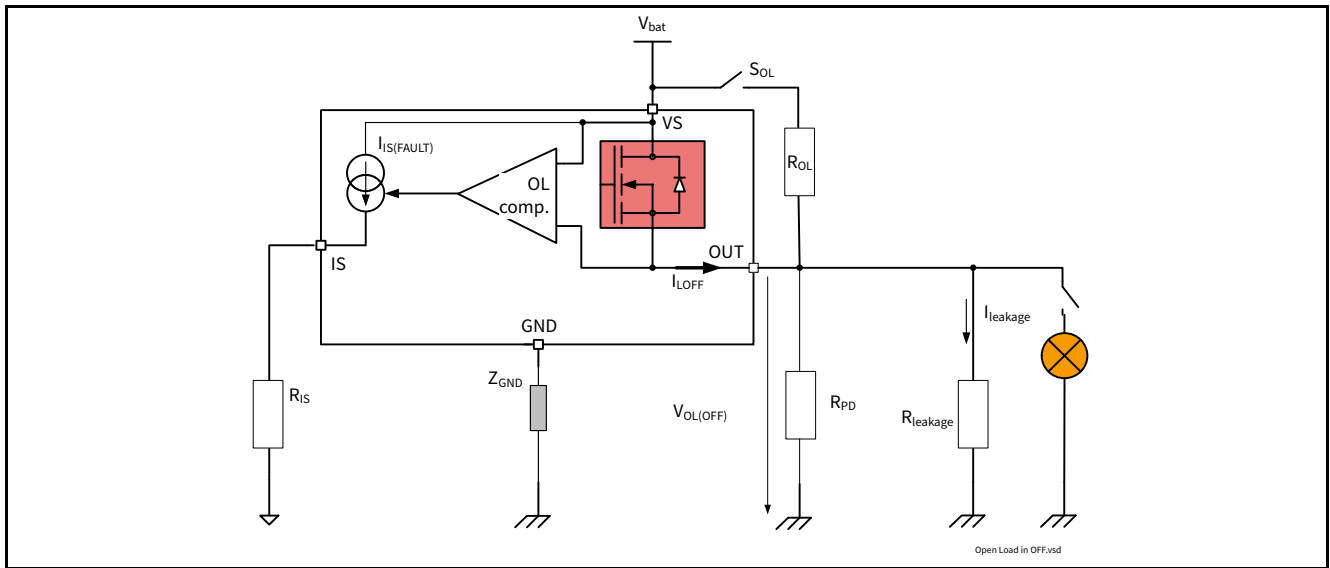 Vbat
SOL
VS
IIS(FAULT)
ROL
OL
comp.
OUT
IS
ILOFF
Ileakage
GND
ZGND
RIS
VOL(OFF)
RPD
Rleakage
Open Load in OFF.vsd